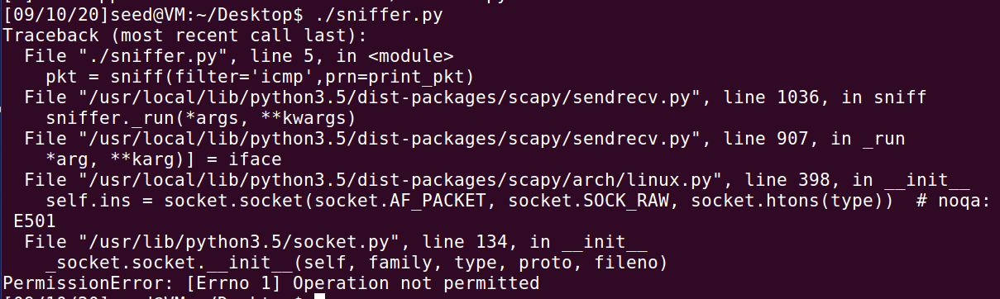 [09/10/20]seed@VM:~/Desktop$ ./sniffer.py
Traceback (most recent call last):
  File "./sniffer.py", line 5, in <module>
    pkt = sniff(filter='icmp',prn=print_pkt)
  File "/usr/local/lib/python3.5/dist-packages/scapy/sendrecv.py", line 1036, in sniff
    sniffer._run(*args, **kwargs)
  File "/usr/local/lib/python3.5/dist-packages/scapy/sendrecv.py", line 907, in _run
    *arg, **karg)] = iface
  File "/usr/local/lib/python3.5/dist-packages/scapy/arch/linux.py", line 398, in __init__
    self.ins = socket.socket(socket.AF_PACKET, socket.SOCK_RAW, socket.htons(type))  # noqa:
 E501
  File "/usr/lib/python3.5/socket.py", line 134, in __init__
    _socket.socket.__init__(self, family, type, proto, fileno)
PermissionError: [Errno 1] Operation not permitted
[09/10/20]seed@VM:~/Desktop$